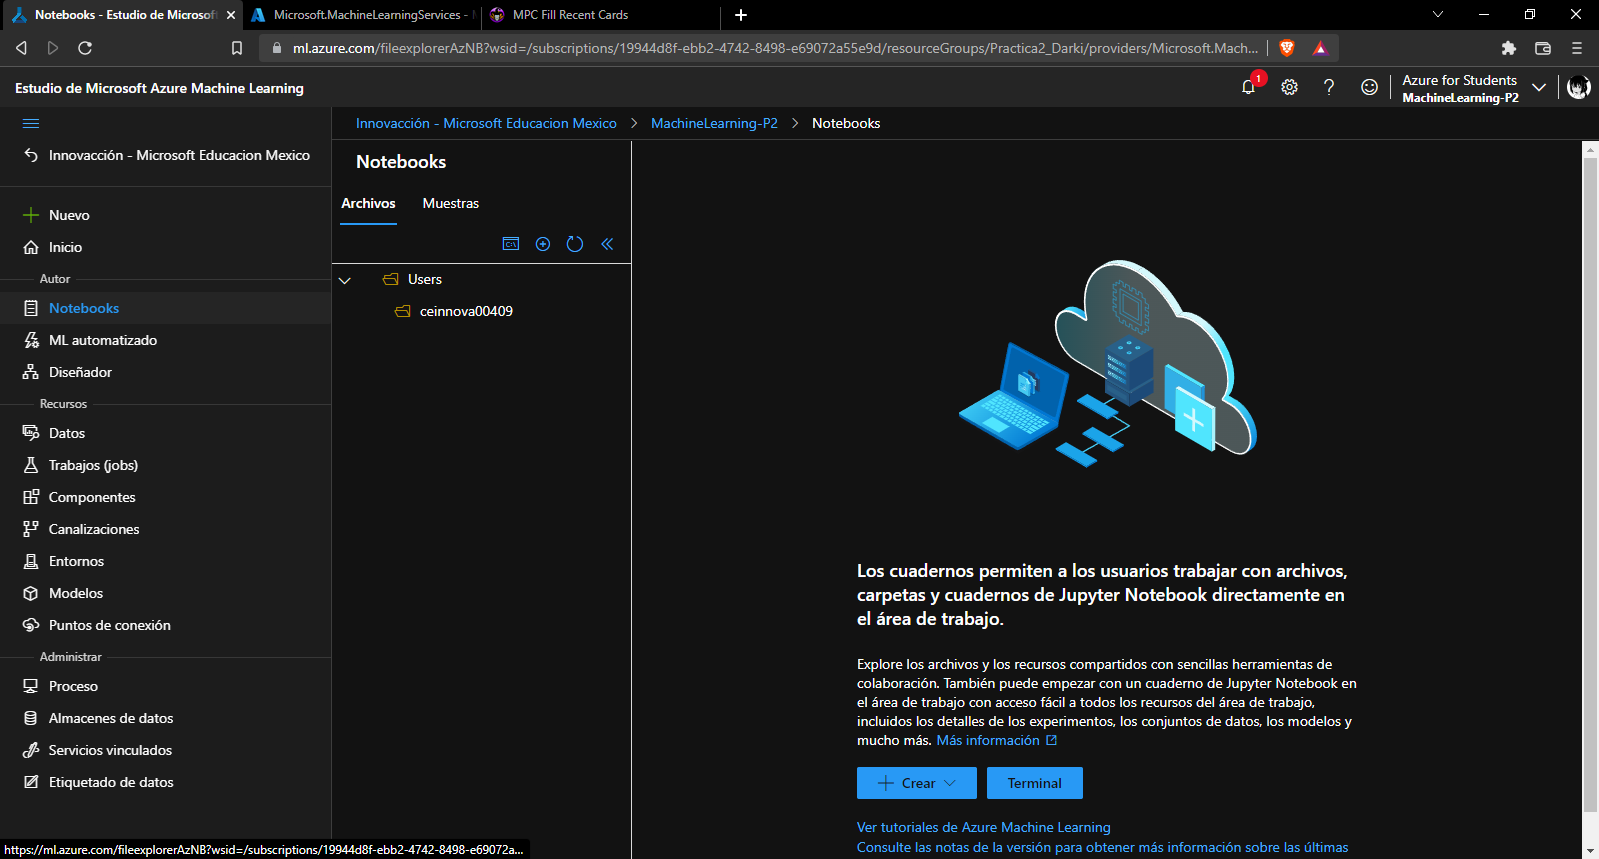 Notebooks - Estudio de Microsoft
Microsoft.MachineLearningServices -
MPC Fill Recent Cards
ml.azure.com/fileexplorerAzNB?wsid=/subscriptions/19944d8f-ebb2-4742-8498-e69072a55e9d/resourceGroups/Practica2_Darki/providers/Microsoft.Mach...
Estudio de Microsoft Azure Machine Learning
1
Azure for Students
MachineLearning-P2
Innovacción - Microsoft Educacion Mexico
Innovacción - Microsoft Educacion Mexico > MachineLearning-P2 > Notebooks
Nuevo
Inicio
Autor
Notebooks
ML automatizado
Diseñador
Recursos
Datos
Trabajos (jobs)
Componentes
Canalizaciones
Entornos
Modelos
Puntos de conexión
Administrar
Proceso
Almacenes de datos
Servicios vinculados
Etiquetado de datos
Notebooks
Archivos
Muestras
Users
ceinnova00409
Los cuadernos permiten a los usuarios trabajar con archivos,
carpetas y cuadernos de Jupyter Notebook directamente en
el área de trabajo.
Explore los archivos y los recursos compartidos con sencillas herramientas de
colaboración. También puede empezar con un cuaderno de Jupyter Notebook en
el área de trabajo con acceso fácil a todos los recursos del área de trabajo,
incluidos los detalles de los experimentos, los conjuntos de datos, los modelos y
mucho más. Más información
Crear
Terminal
Ver tutoriales de Azure Machine Learning
Consulte las notas de la versión para obtener más información sobre las últimas
https://ml.azure.com/fileexplorerAzNB?wsid=/subscriptions/19944d8f-ebb2-4742-8498-e69072a...